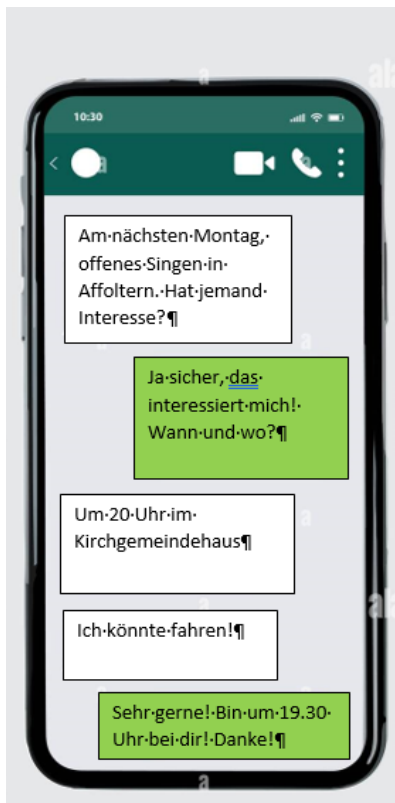 10:30
Am nächsten Montag,
offenes Singen in
Affoltern. Hat jemand
Interesse?¶
Ja sicher, das
interessiert mich!
Wann und wo?¶
Um 20 Uhr im
Kirchgemeindehaus¶
Ich könnte fahren!¶
Sehr gerne! Bin um 19.30
Uhr bei dir! Danke!¶